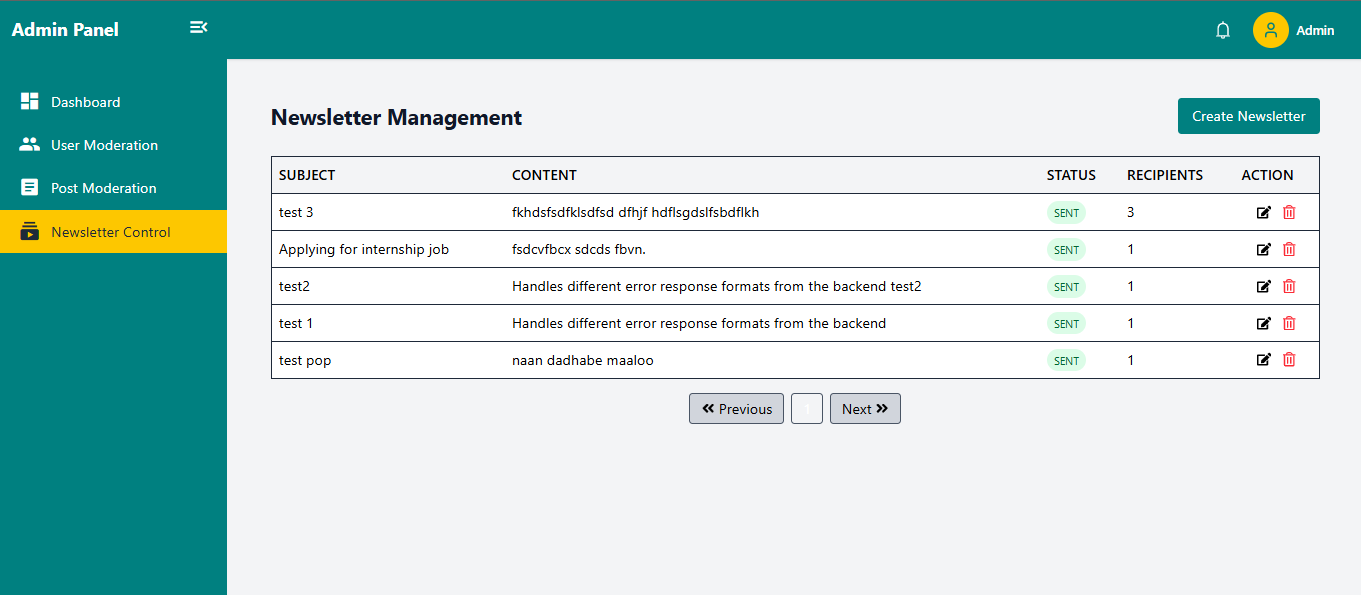 Admin Panel
Admin
Dashboard
User Moderation
Post Moderation
Newsletter Control
Newsletter Management
Create Newsletter
SUBJECT CONTENT STATUS RECIPIENTS ACTION
test 3 fkhdsfsdfklsdfsd dfhjf hdflsgdslfsbdflkh SENT 3
Applying for internship job fsdcvfbcx sdcds fbvn. SENT 1
test2 Handles different error response formats from the backend test2 SENT 1
test 1 Handles different error response formats from the backend SENT 1
test pop naan dadhabe maaloo SENT 1
Previous 1 Next